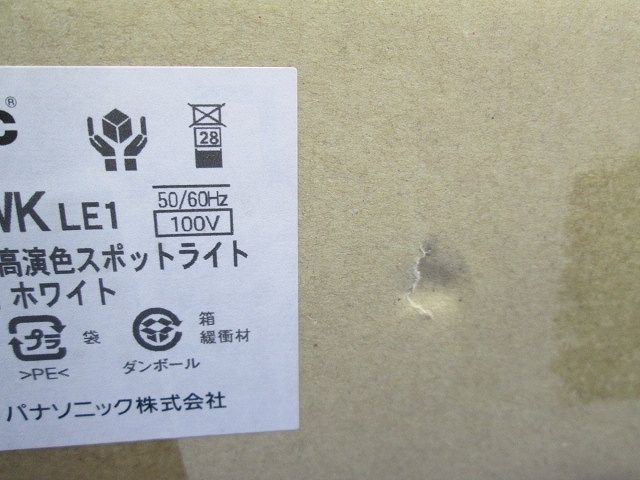 C®
28
WK LE1
50/60Hz
100V
高演色スポットライト
ホワイト
プラ
袋
>PE<
箱
緩衝材
ダンボール
パナソニック株式会社